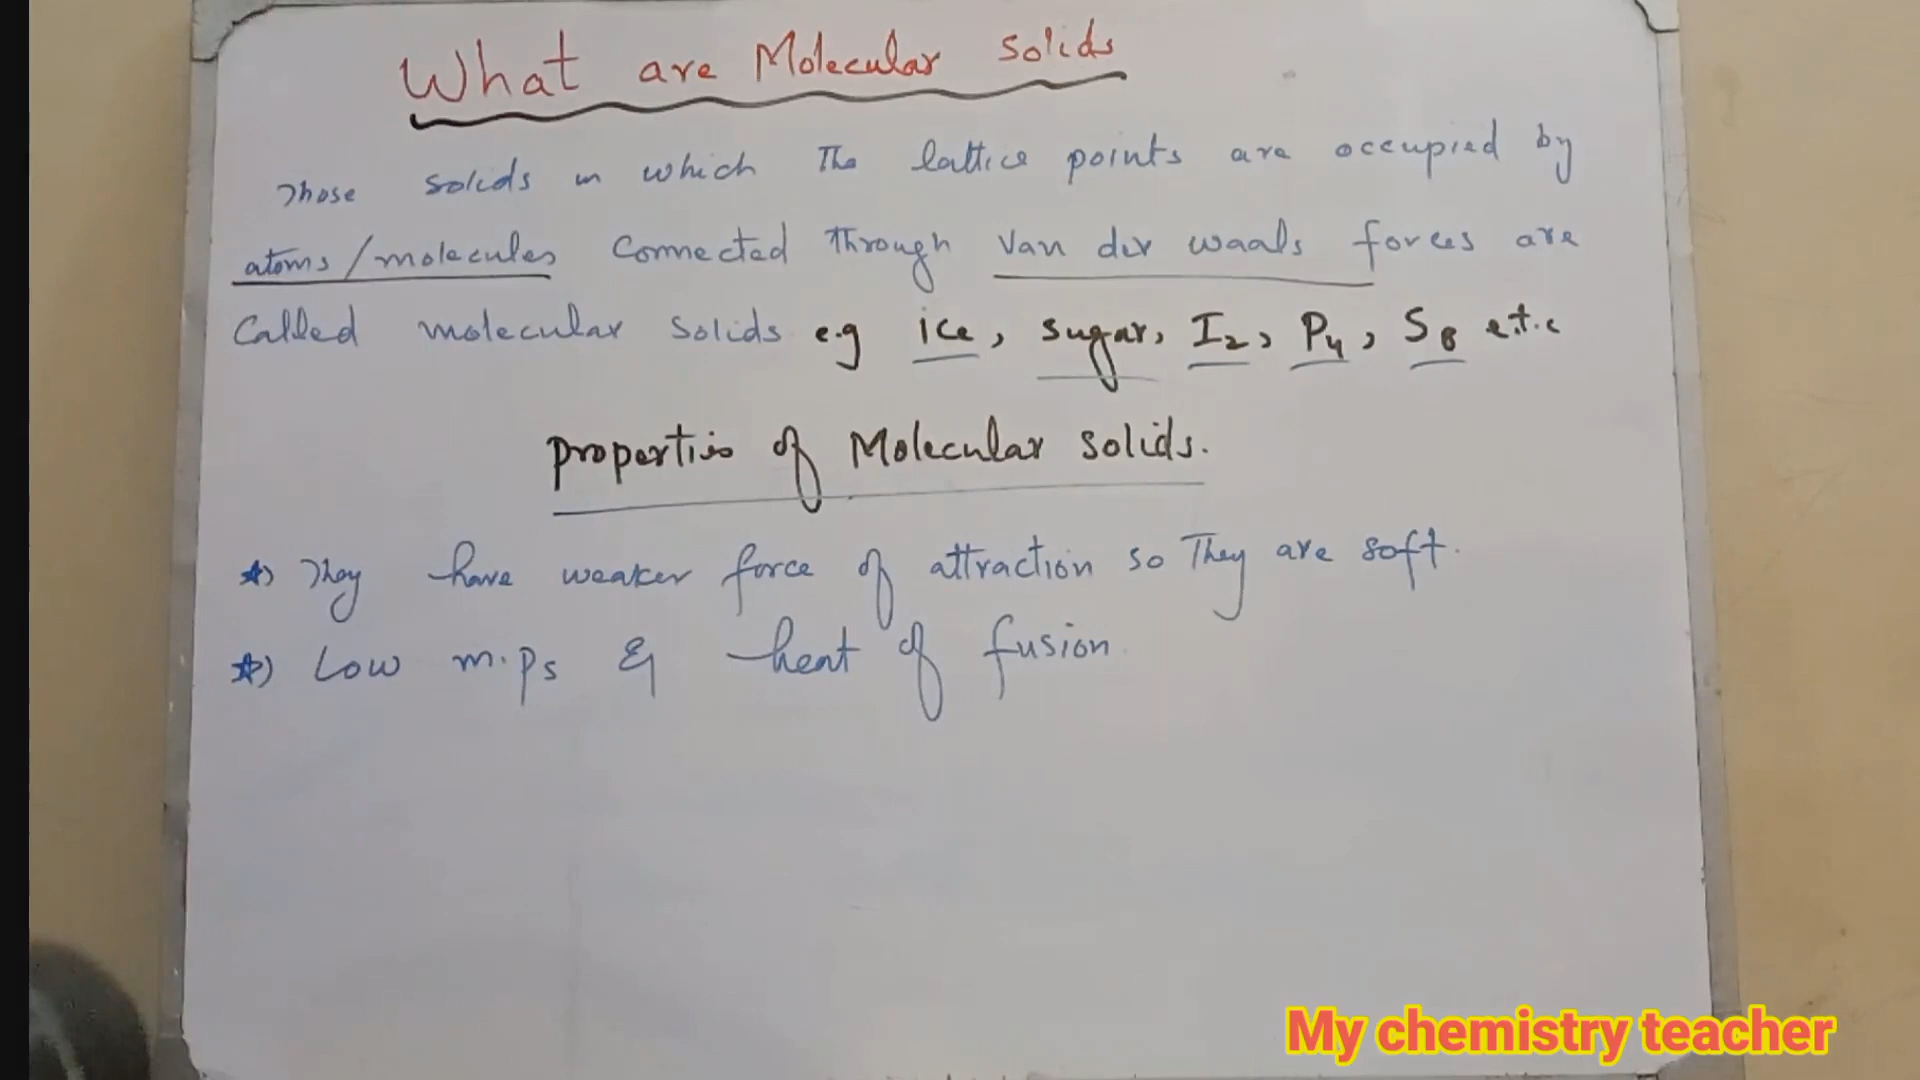 What are Molecular solids
Those solids in which The lattice points are occupied by
atoms/molecules Connected Through Van der waals forces are
Called molecular Solids e.g ice, sugar, I2, P4, S8 e.t.c
properties of Molecular solids.
*) They have weaker force of attraction so They are soft.
*) Low m.ps & heat of fusion.
My chemistry teacher